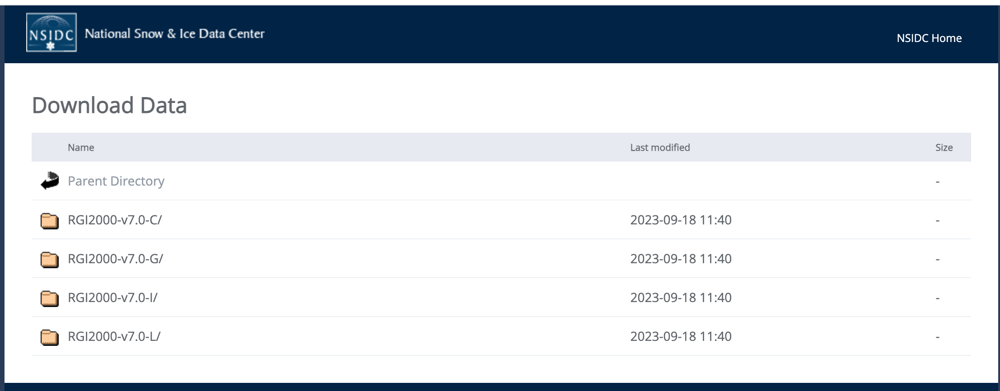 NSIDC
National Snow & Ice Data Center
NSIDC Home
Download Data
Name Last modified Size
Parent Directory -
RGI2000-v7.0-C/ 2023-09-18 11:40 -
RGI2000-v7.0-G/ 2023-09-18 11:40 -
RGI2000-v7.0-I/ 2023-09-18 11:40 -
RGI2000-v7.0-L/ 2023-09-18 11:40 -